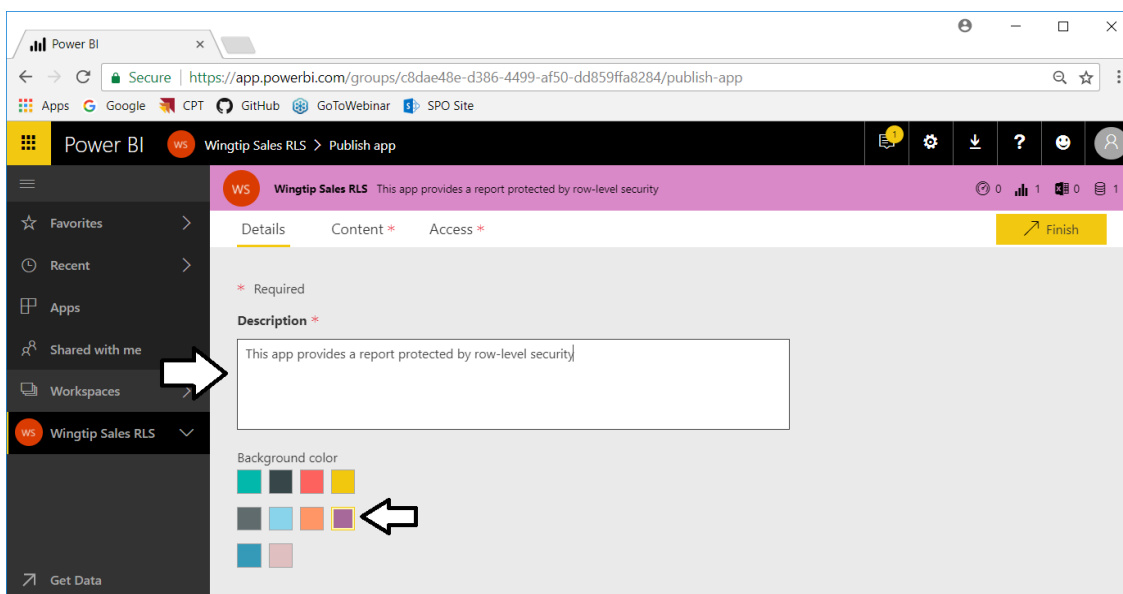 Power BI
Secure | https://app.powerbi.com/groups/c8dae48e-d386-4499-af50-dd859ffa8284/publish-app
Apps G Google CPT GitHub GoToWebinar SPO Site
Power BI WS Wingtip Sales RLS > Publish app 1 ?
WS Wingtip Sales RLS This app provides a report protected by row-level security 0 1 0 1
Favorites
Recent
Apps
Shared with me
Workspaces
WS Wingtip Sales RLS
Get Data
Details Content * Access * Finish
* Required
Description *
This app provides a report protected by row-level security
Background color